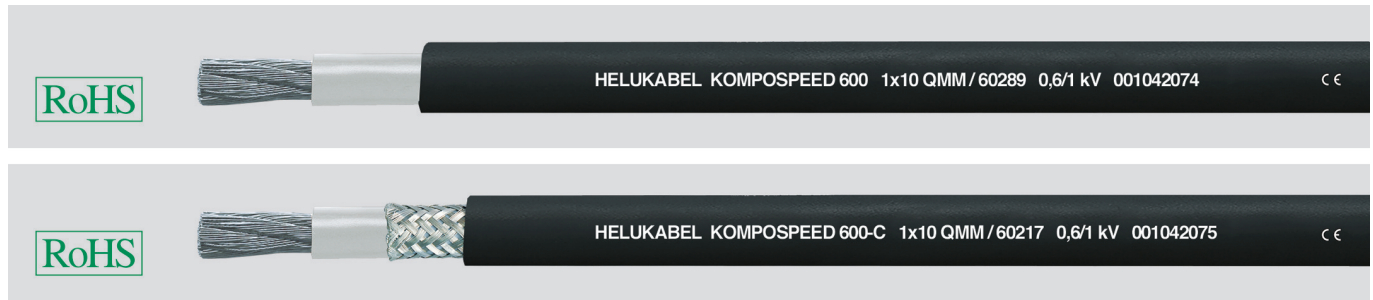 HELUKABEL KOMPOSPEED 600 1x10 QMM / 60289 0,6/1 kV 001042074 CE
RoHS
HELUKABEL KOMPOSPEED 600-C 1x10 QMM / 60217 0,6/1 kV 001042075 CE
RoHS